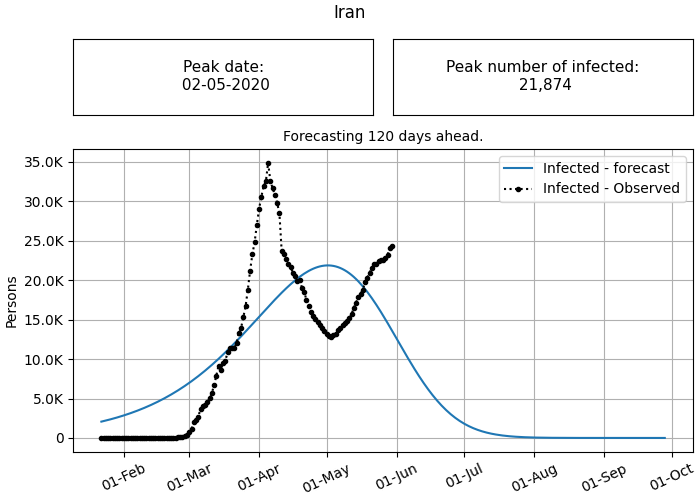 Iran
Peak date:
02-05-2020
Peak number of infected:
21,874
Forecasting 120 days ahead.
Infected - forecast
Infected - Observed
35.0K
30.0K
25.0K
20.0K
15.0K
10.0K
5.0K
0
Persons
01-Feb
01-Mar
01-Apr
01-May
01-Jun
01-Jul
01-Aug
01-Sep
01-Oct